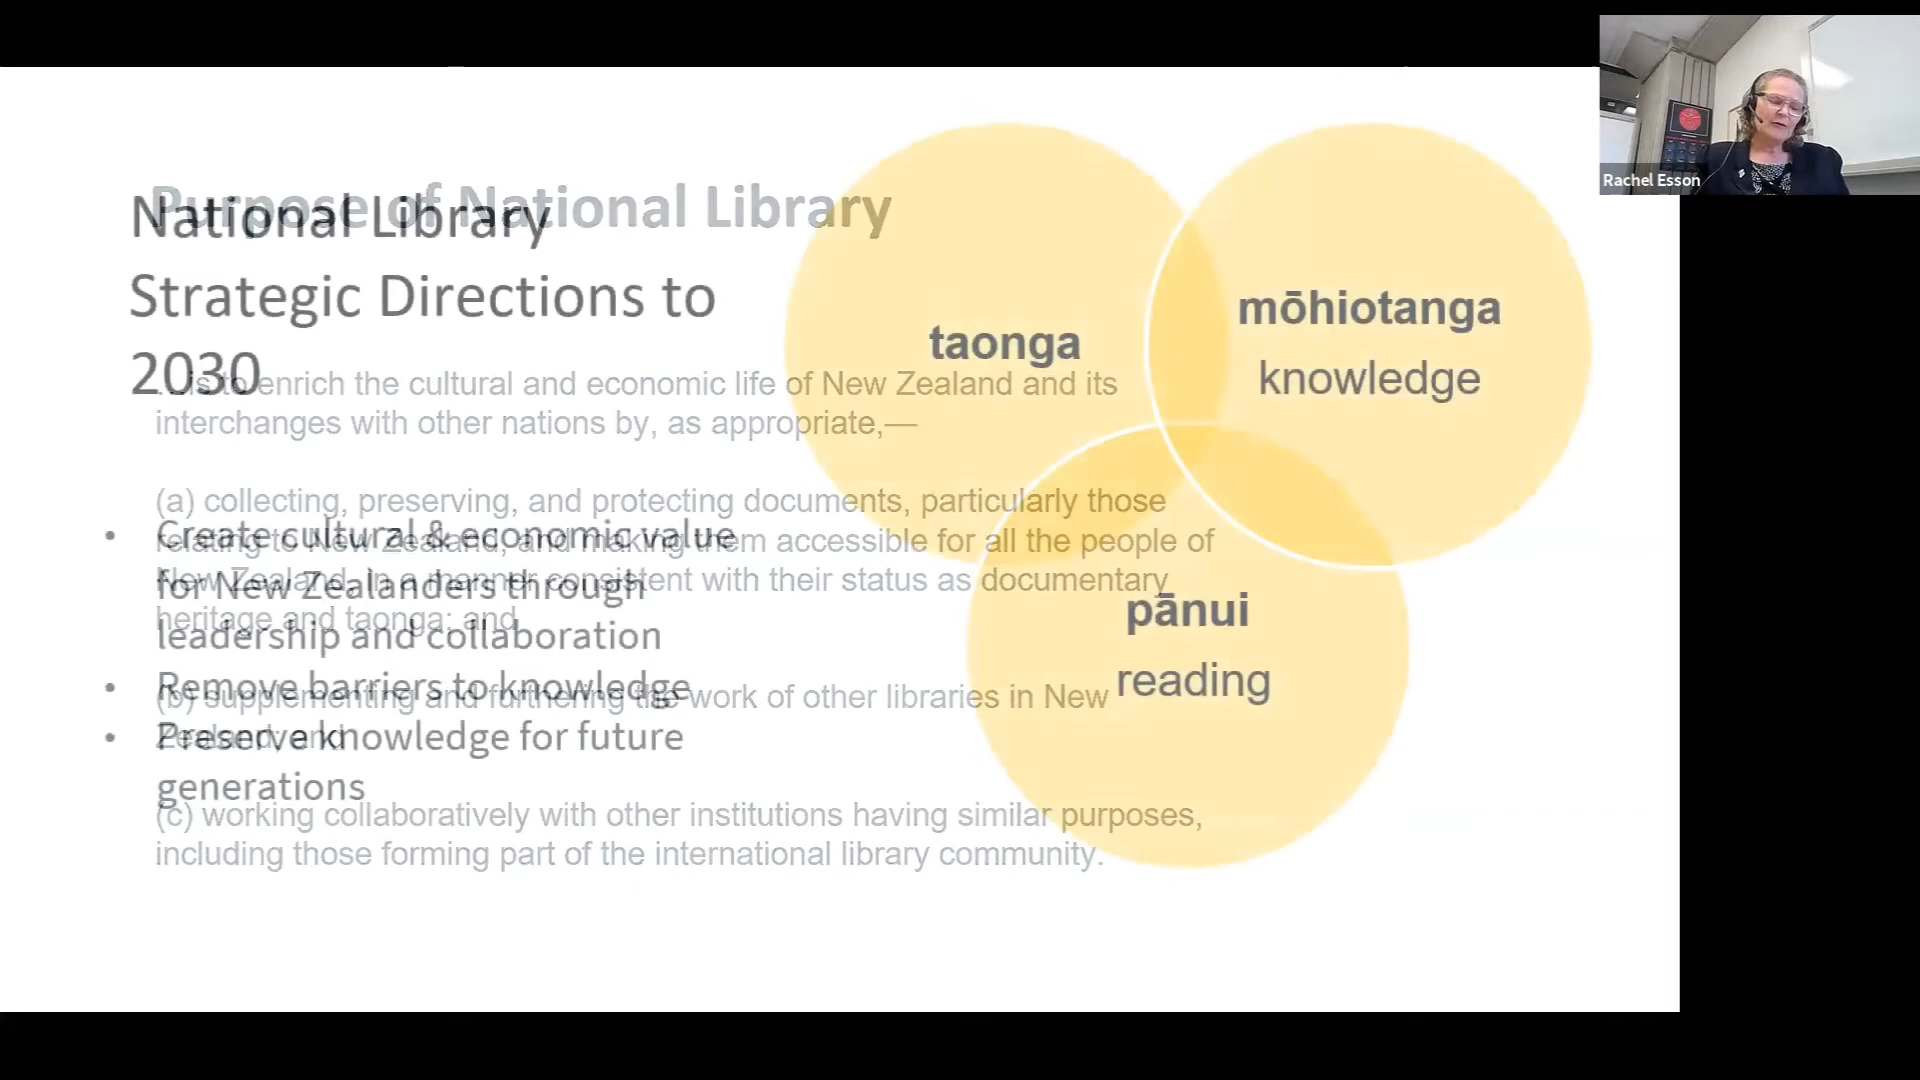 Rachel Esson
Purpose of National Library
... is to enrich the cultural and economic life of New Zealand and its
interchanges with other nations by, as appropriate,—
(a) collecting, preserving, and protecting documents, particularly those
relating to New Zealand, and making them accessible for all the people of
New Zealand, in a manner consistent with their status as documentary
heritage and taonga; and
(b) supplementing and furthering the work of other libraries in New
Zealand; and
(c) working collaboratively with other institutions having similar purposes,
including those forming part of the international library community.
National Library
Strategic Directions to
2030
• Create cultural & economic value
for New Zealanders through
leadership and collaboration
• Remove barriers to knowledge
• Preserve knowledge for future
generations
taonga
mōhiotanga
knowledge
pānui
reading